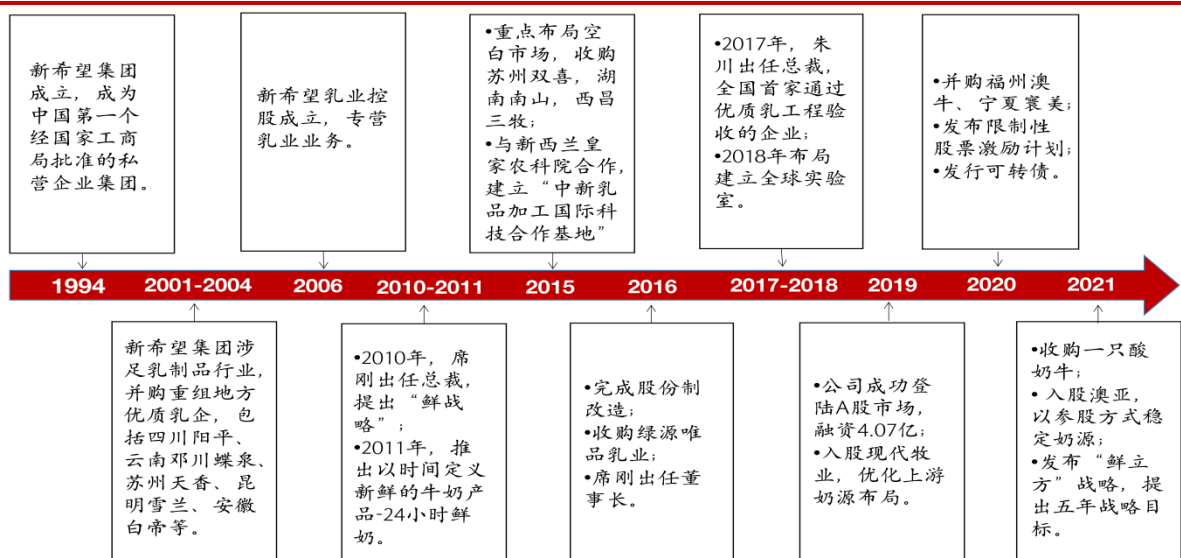 新希望集团
成立，成为
中国第一个
经国家工商
局批准的私
营企业集团。
新希望乳业控
股成立，专营
乳业业务。
•重点布局空
白市场，收购
苏州双喜，湖
南南山，西昌
三牧；
•与新西兰皇
家农科院合作，
建立“中新乳
品加工国际科
技合作基地”
•2017年，朱
川出任总裁，
全国首家通过
优质乳工程验
收的企业；
•2018年布局
建立全球实验
室。
•并购福州澳
牛、宁夏寰美；
•发布限制性
股票激励计划；
•发行可转债。
1994 2001-2004 2006 2010-2011 2015 2016 2017-2018 2019 2020 2021
新希望集团涉
足乳制品行业，
并购重组地方
优质乳企，包
括四川阳平、
云南邓川蝶泉、
苏州天香、昆
明雪兰、安徽
白帝等。
•2010年，席
刚出任总裁，
提出“鲜战
略”；
•2011年，推
出以时间定义
新鲜的牛奶产
品-24小时鲜
奶。
•完成股份制
改造；
•收购绿源唯
品乳业；
•席刚出任董
事长。
•公司成功登
陆A股市场，
融资4.07亿；
•入股现代牧
业，优化上游
奶源布局。
•收购一只酸
奶牛；
•入股澳亚，
以参股方式稳
定奶源；
•发布“鲜立
方”战略，提
出五年战略目
标。